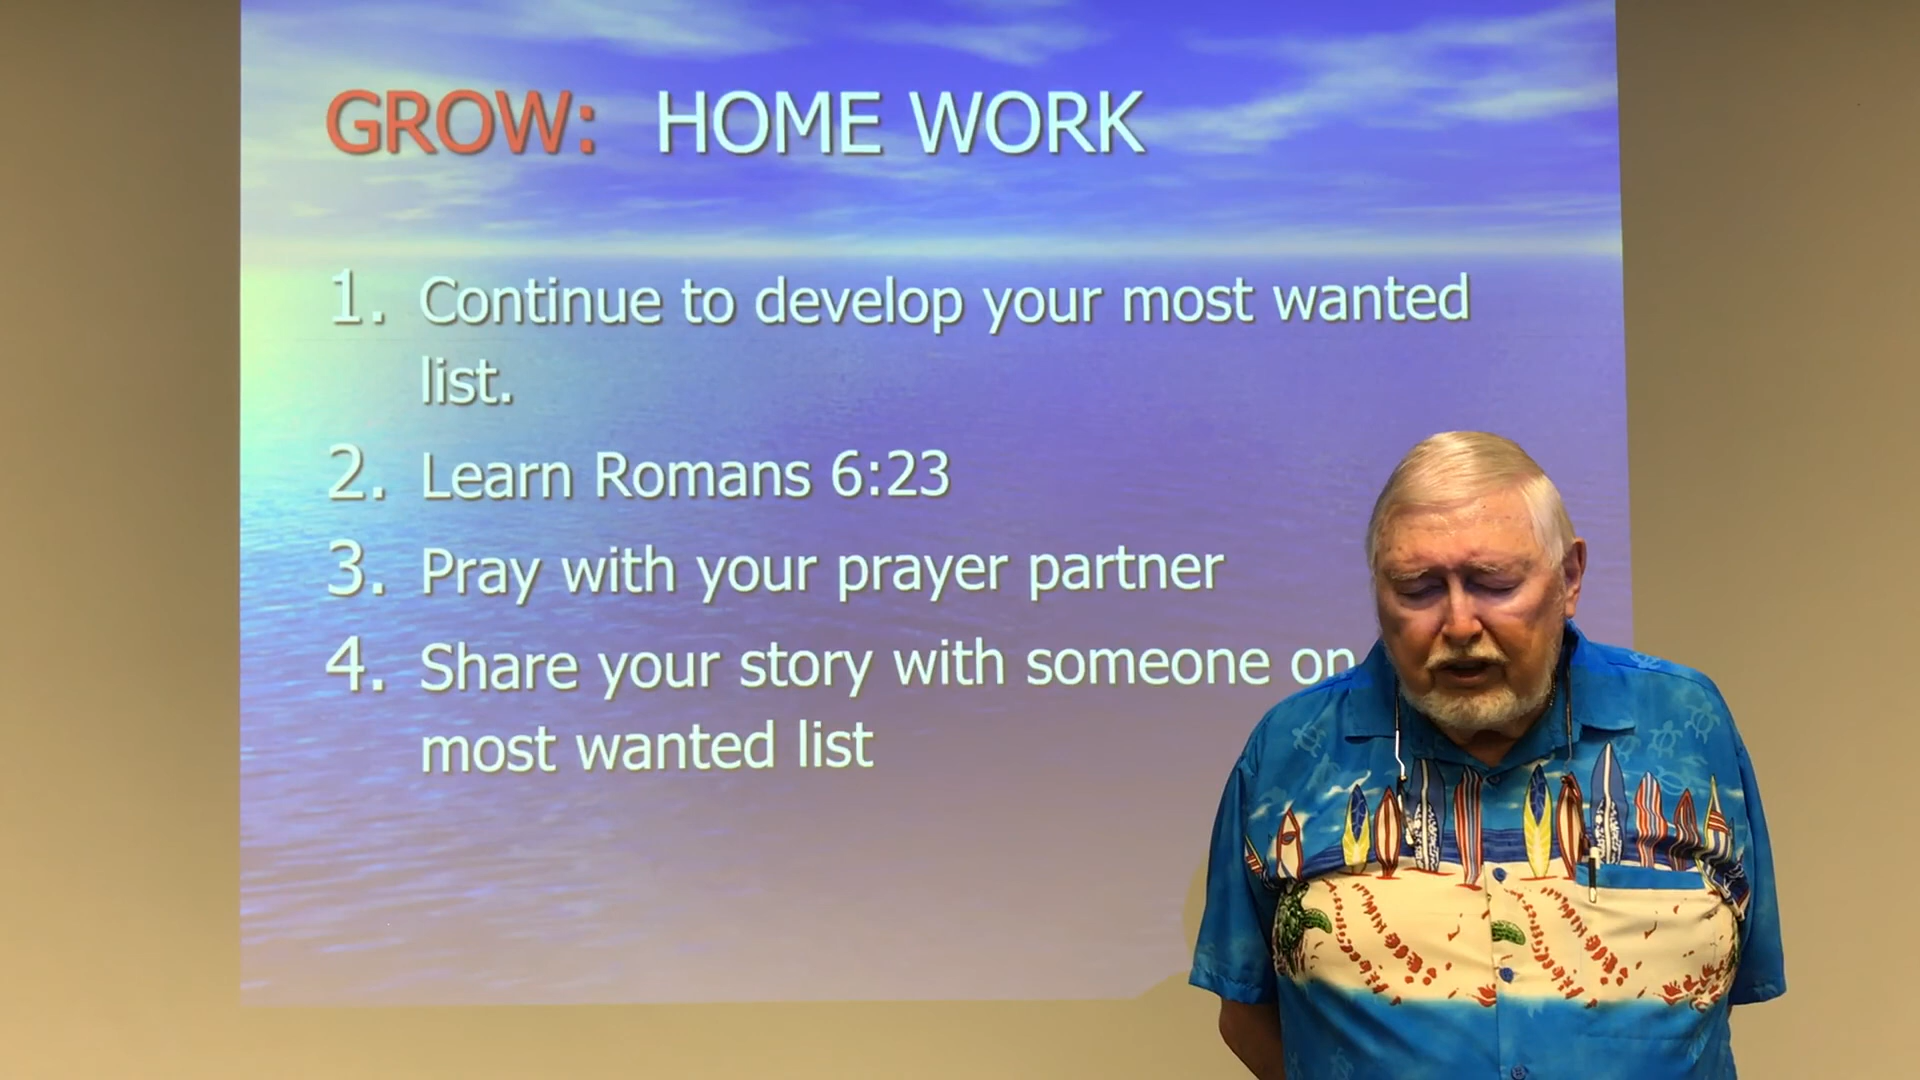 GROW: HOME WORK
1. Continue to develop your most wanted
list.
2. Learn Romans 6:23
3. Pray with your prayer partner
4. Share your story with someone on
most wanted list